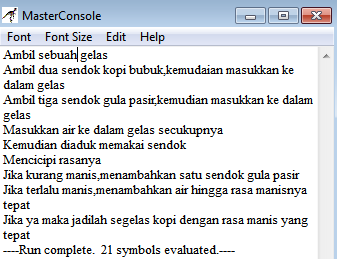 MasterConsole
Font Font Size Edit Help
Ambil sebuah gelas
Ambil dua sendok kopi bubuk,kemudaian masukkan ke
dalam gelas
Ambil tiga sendok gula pasir,kemudian masukkan ke dalam
gelas
Masukkan air ke dalam gelas secukupnya
Kemudian diaduk memakai sendok
Mencicipi rasanya
Jika kurang manis,menambahkan satu sendok gula pasir
Jika terlalu manis,menambahkan air hingga rasa manisnya
tepat
Jika ya maka jadilah segelas kopi dengan rasa manis yang
tepat
----Run complete. 21 symbols evaluated.----